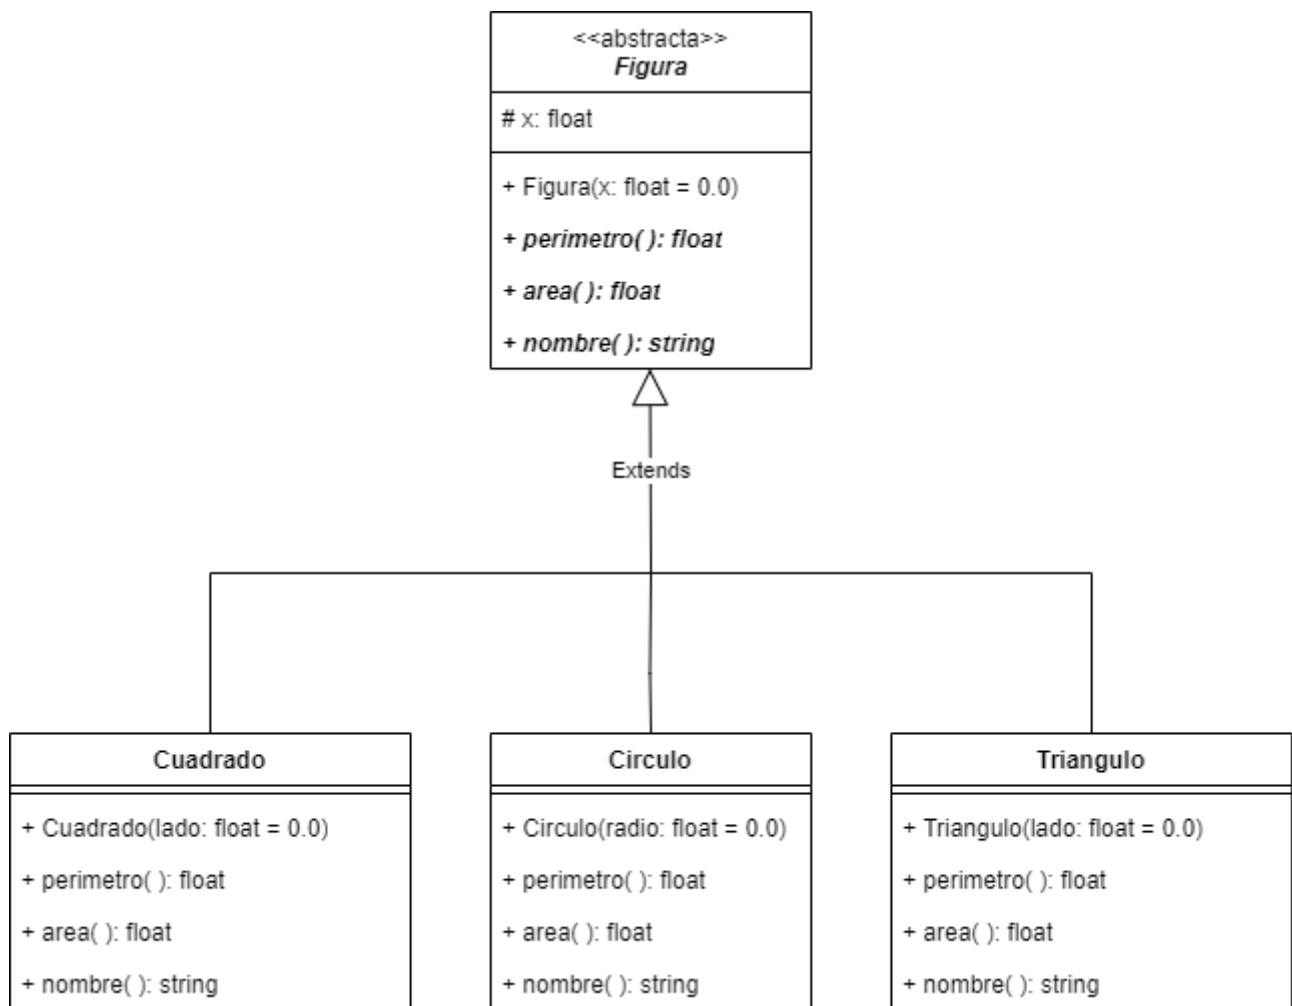 <<abstracta>>
Figura
# x: float
+ Figura(x: float = 0.0)
+ perimetro( ): float
+ area( ): float
+ nombre( ): string
Extends
Cuadrado
+ Cuadrado(lado: float = 0.0)
+ perimetro( ): float
+ area( ): float
+ nombre( ): string
Circulo
+ Circulo(radio: float = 0.0)
+ perimetro( ): float
+ area( ): float
+ nombre( ): string
Triangulo
+ Triangulo(lado: float = 0.0)
+ perimetro( ): float
+ area( ): float
+ nombre( ): string